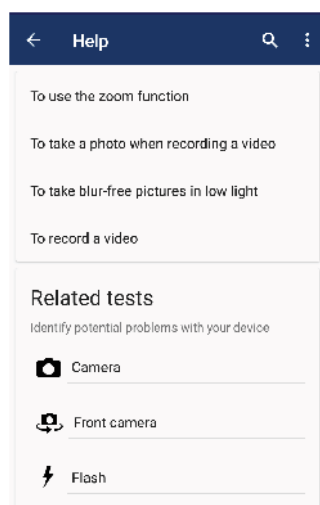 Help
To use the zoom function
To take a photo when recording a video
To take blur-free pictures in low light
To record a video
Related tests
Identify potential problems with your device
Camera
Front camera
Flash